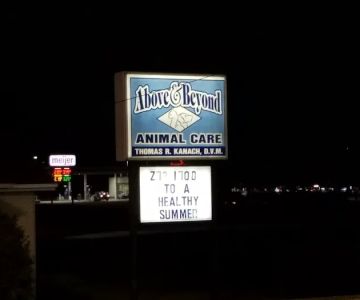 Above & Beyond
ANIMAL CARE
THOMAS R. KANACH, D.V.M.
TO A
HEALTHY
SUMMER
meijer